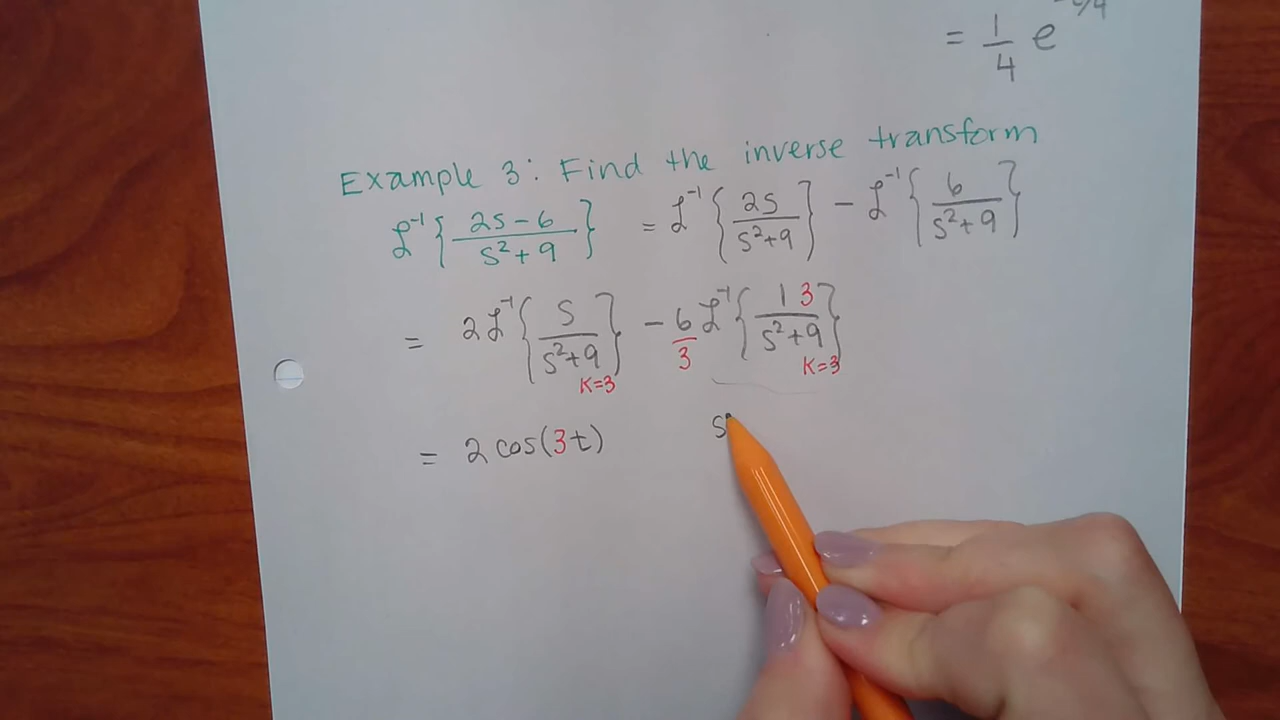 = 1/4 e
Example 3: Find the inverse transform
ℒ⁻¹{(2s-6)/(s²+9)} = ℒ⁻¹{2s/(s²+9)} - ℒ⁻¹{6/(s²+9)}
= 2ℒ⁻¹{s/(s²+9)} - 6/3 ℒ⁻¹{1 3/(s²+9)}
K=3 K=3
= 2 cos(3t) s